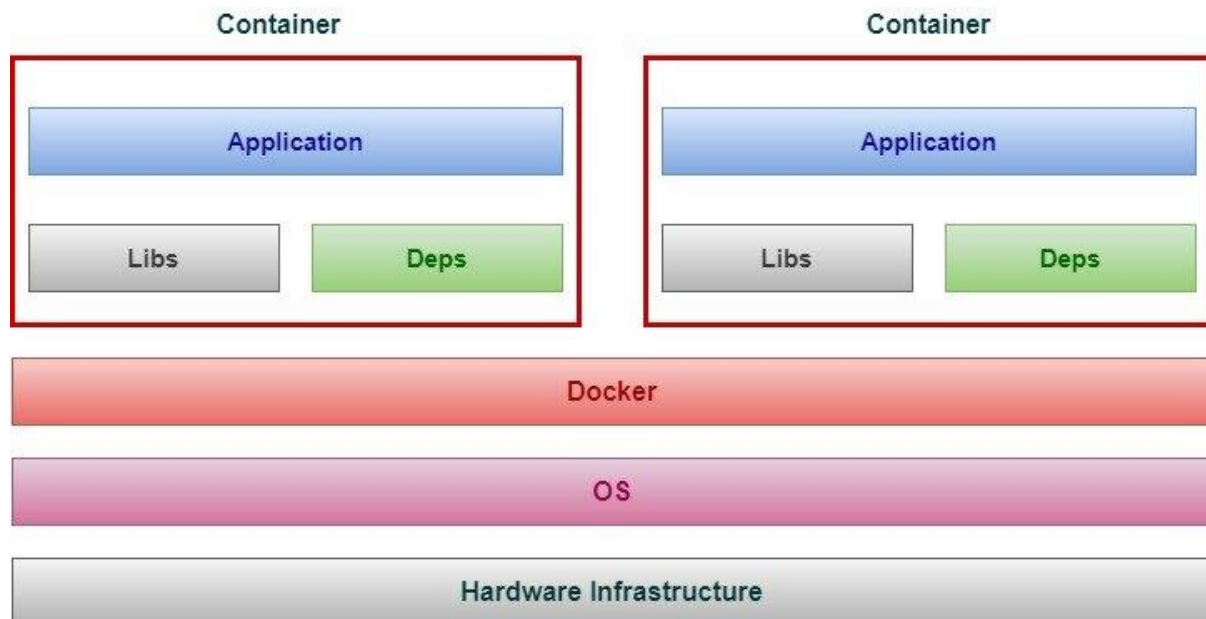 Container
Container
Application
Application
Libs
Deps
Libs
Deps
Docker
OS
Hardware Infrastructure